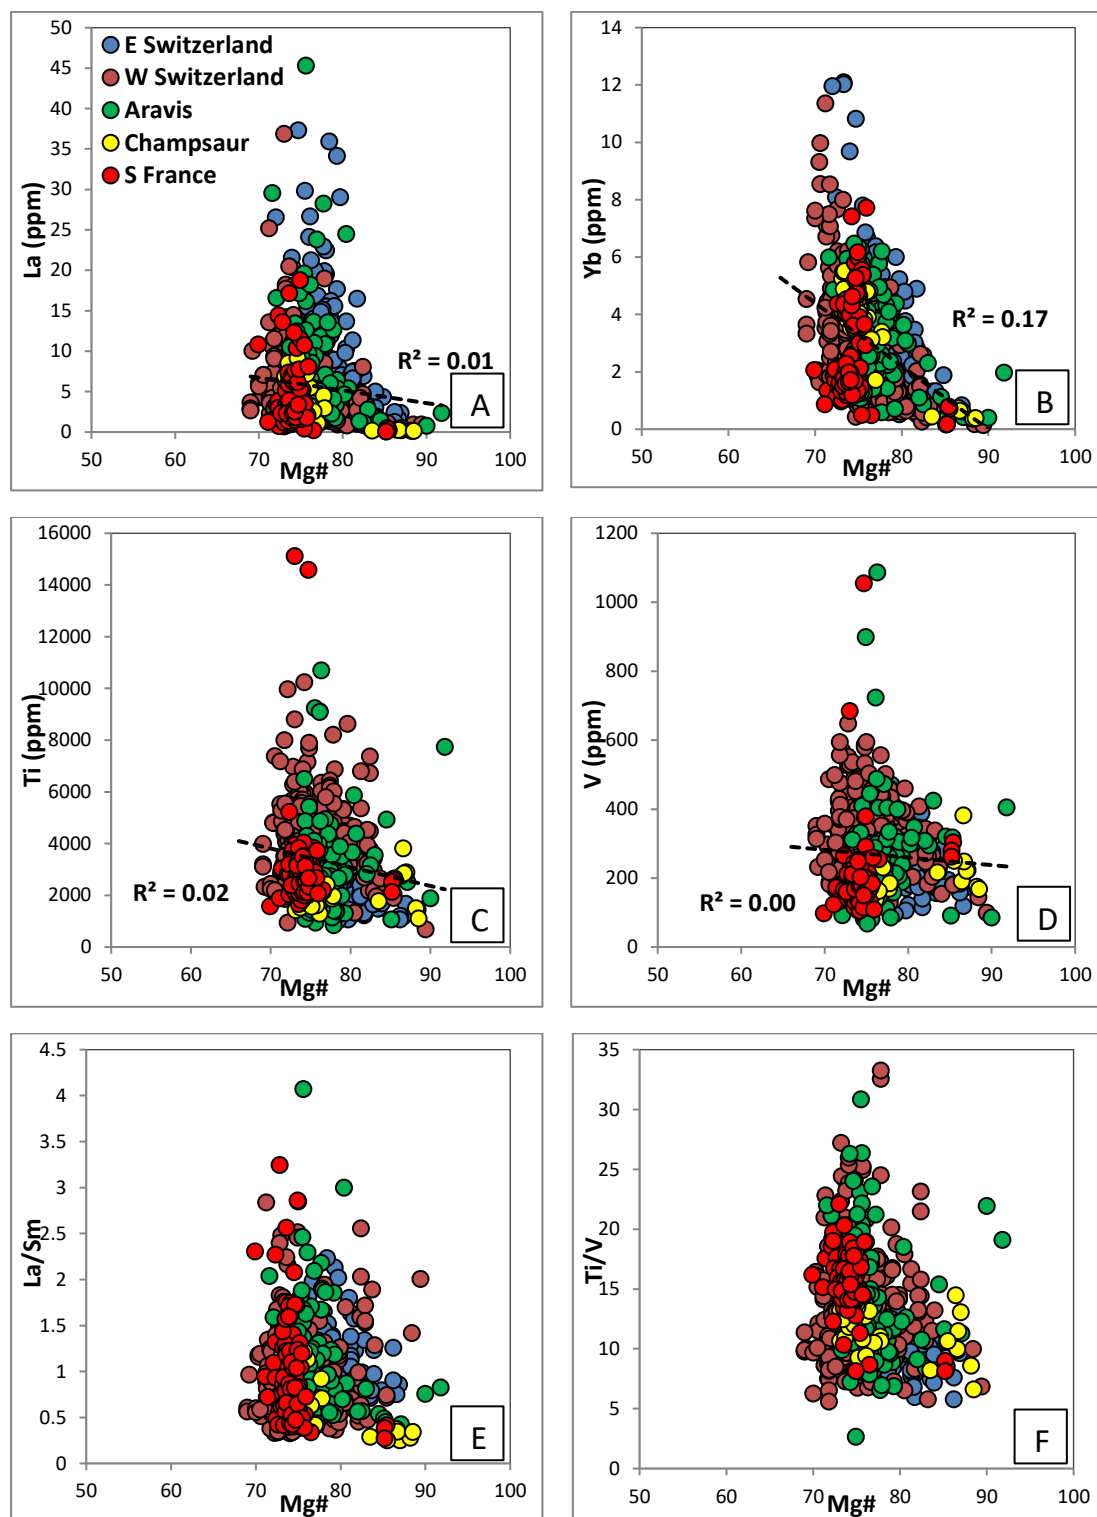 50
45
40
35
30
25
20
15
10
5
0
La (ppm)
E Switzerland
W Switzerland
Aravis
Champsaur
S France
R² = 0.01
A
50 60 70 80 90 100
Mg#
14
12
10
8
6
4
2
0
Yb (ppm)
R² = 0.17
B
50 60 70 80 90 100
Mg#
16000
14000
12000
10000
8000
6000
4000
2000
0
Ti (ppm)
R² = 0.02
C
50 60 70 80 90 100
Mg#
1200
1000
800
600
400
200
0
V (ppm)
R² = 0.00
D
50 60 70 80 90 100
Mg#
4.5
4
3.5
3
2.5
2
1.5
1
0.5
0
La/Sm
E
50 60 70 80 90 100
Mg#
35
30
25
20
15
10
5
0
Ti/V
F
50 60 70 80 90 100
Mg#